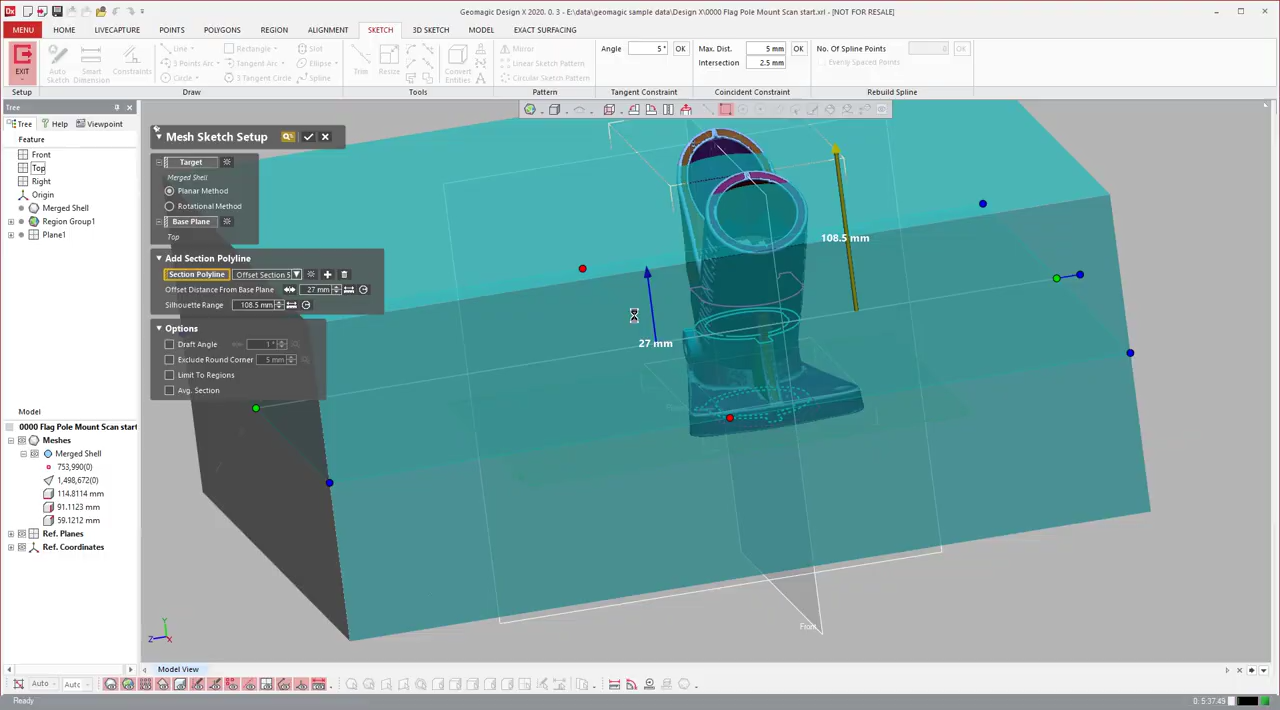 Geomagic Design X 2020. 0. 3 - [E:\data\geomagic sample data\Design X\0000 Flag Pole Mount Scan start.xrl] - [NOT FOR RESALE]
MENU HOME LIVECAPTURE POINTS POLYGONS REGION ALIGNMENT SKETCH 3D SKETCH MODEL EXACT SURFACING
EXIT
Auto Sketch
Smart Dimension
Constraints
Line
Rectangle
Slot
3 Points Arc
Tangent Arc
Ellipse
Circle
3 Tangent Circle
Spline
Trim
Resize
Convert Entities
Mirror
Linear Sketch Pattern
Circular Sketch Pattern
Angle 5° OK
Max. Dist. 5 mm OK
Intersection 2.5 mm
No. Of Spline Points 0 OK
Evenly Spaced Points
Setup Draw Tools Pattern Tangent Constraint Coincident Constraint Rebuild Spline
Tree
Tree Help Viewpoint
Feature
Front
Top
Right
Origin
Merged Shell
Region Group1
Plane1
Mesh Sketch Setup
Target
Merged Shell
Planar Method
Rotational Method
Base Plane
Top
Add Section Polyline
Section Polyline Offset Section 5
Offset Distance From Base Plane 27 mm
Silhouette Range 108.5 mm
Options
Draft Angle 1°
Exclude Round Corner 5 mm
Limit To Regions
Avg. Section
108.5 mm
27 mm
Front
Model
0000 Flag Pole Mount Scan start
Meshes
Merged Shell
753,990(0)
1,498,672(0)
114.8114 mm
91.1123 mm
59.1212 mm
Ref. Planes
Ref. Coordinates
Y
Z X
Model View
Auto Auto
Ready
0: 5:37.49